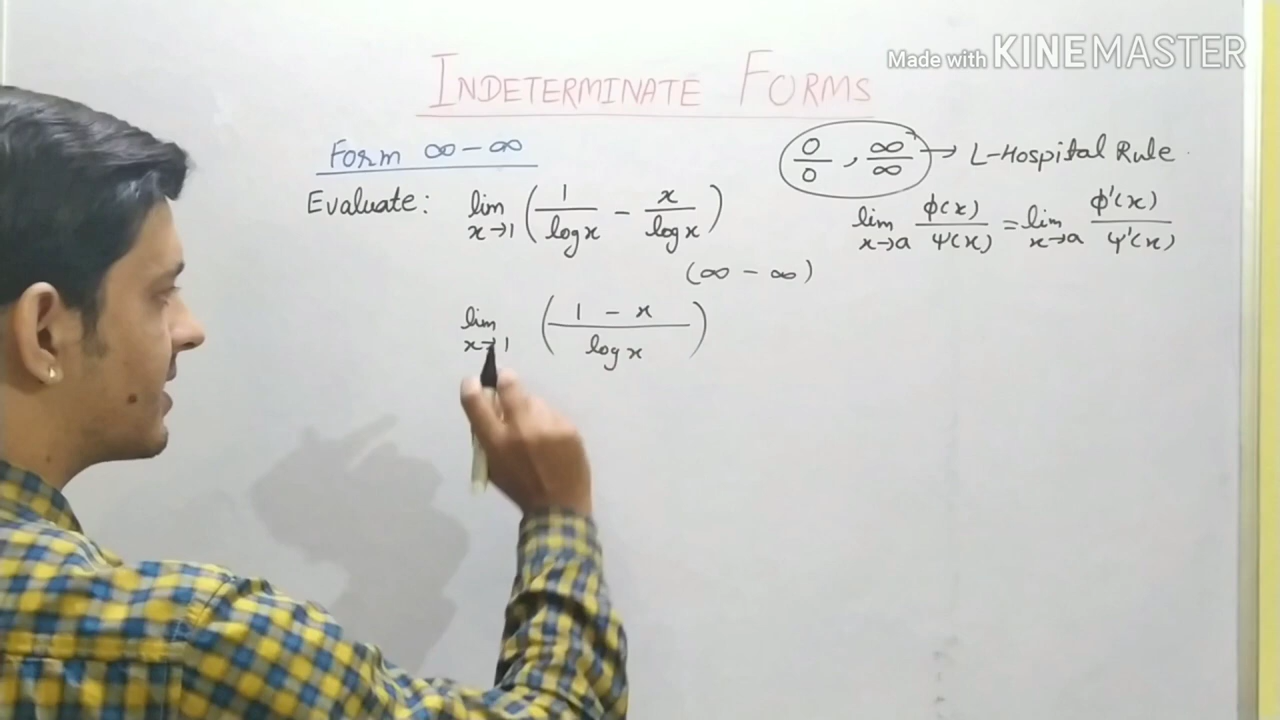 Made with KINEMASTER
INDETERMINATE FORMS
Form ∞ - ∞
0/0 , ∞/∞ → L-Hospital Rule
Evaluate: lim x→1 (1/log x - x/log x)
lim x→a ϕ(x)/ψ(x) = lim x→a ϕ'(x)/ψ'(x)
(∞ - ∞)
lim x→1 (1 - x / log x)